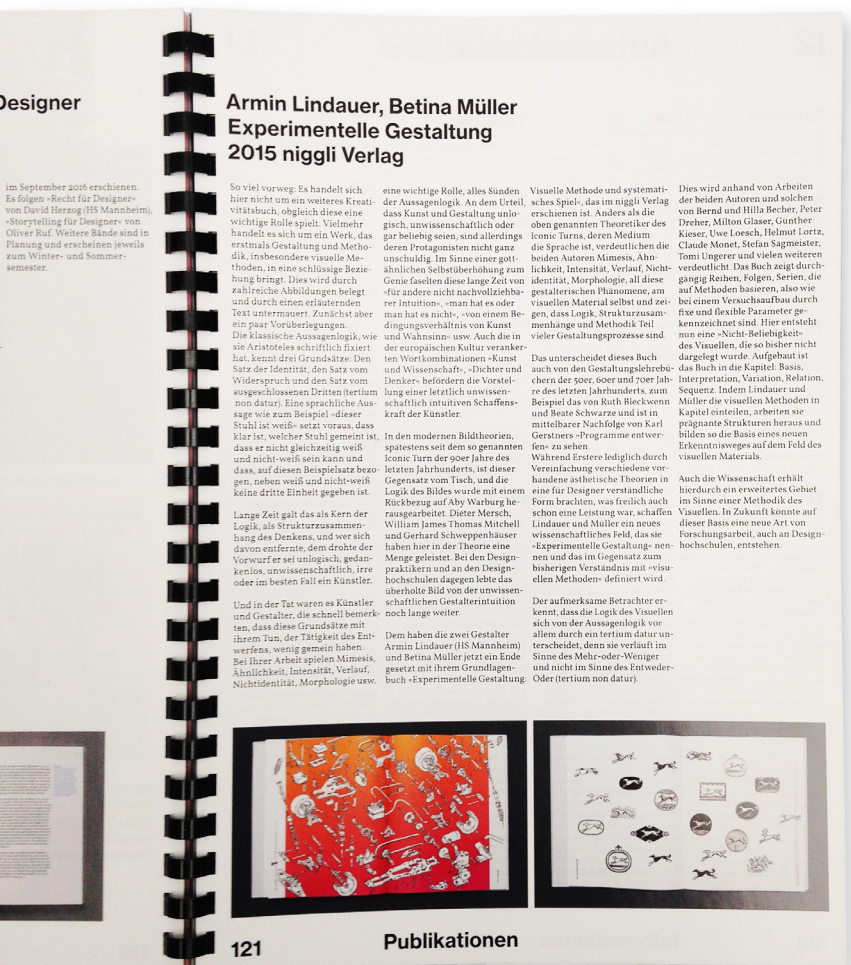 Designer
im September 2016 erschienen.
Es folgen »Recht für Designer«
von David Herzog (HS Mannheim),
»Storytelling für Designer« von
Oliver Ruf. Weitere Bände sind in
Planung und erscheinen jeweils
zum Winter- und Sommer-
semester.
Armin Lindauer, Betina Müller
Experimentelle Gestaltung
2015 niggli Verlag
So viel vorweg: Es handelt sich
hier nicht um ein weiteres Kreati-
vitätsbuch, obgleich diese eine
wichtige Rolle spielt. Vielmehr
handelt es sich um ein Werk, das
erstmals Gestaltung und Metho-
dik, insbesondere visuelle Me-
thoden, in eine schlüssige Bezie-
hung bringt. Dies wird durch
zahlreiche Abbildungen belegt
und durch einen erläuternden
Text untermauert. Zunächst aber
ein paar Vorüberlegungen.
Die klassische Aussagenlogik, wie
sie Aristoteles schriftlich fixiert
hat, kennt drei Grundsätze: Den
Satz der Identität, den Satz vom
Widerspruch und den Satz vom
ausgeschlossenen Dritten (tertium
non datur). Eine sprachliche Aus-
sage wie zum Beispiel »dieser
Stuhl ist weiß« setzt voraus, dass
klar ist, welcher Stuhl gemeint ist,
dass er nicht gleichzeitig weiß
und nicht-weiß sein kann und
dass, auf diesen Beispielsatz bezo-
gen, neben weiß und nicht-weiß
keine dritte Einheit gegeben ist.
Lange Zeit galt das als Kern der
Logik, als Strukturzusammen-
hang des Denkens, und wer sich
davon entfernte, dem drohte der
Vorwurf er sei unlogisch, gedan-
kenlos, unwissenschaftlich, irre
oder im besten Fall ein Künstler.
Und in der Tat waren es Künstler
und Gestalter, die schnell bemerk-
ten, dass diese Grundsätze mit
ihrem Tun, der Tätigkeit des Ent-
werfens, wenig gemein haben.
Bei Ihrer Arbeit spielen Mimesis,
Ähnlichkeit, Intensität, Verlauf,
Nichtidentität, Morphologie usw.
eine wichtige Rolle, alles Sünden
der Aussagenlogik. An dem Urteil,
dass Kunst und Gestaltung unlo-
gisch, unwissenschaftlich oder
gar beliebig seien, sind allerdings
deren Protagonisten nicht ganz
unschuldig. Im Sinne einer gott-
ähnlichen Selbstüberhöhung zum
Genie faselten diese lange Zeit von
»für andere nicht nachvollziehba-
rer Intuition«, »man hat es oder
man hat es nicht«, »von einem Be-
dingungsverhältnis von Kunst
und Wahnsinn« usw. Auch die in
der europäischen Kultur veranker-
ten Wortkombinationen »Kunst
und Wissenschaft«, »Dichter und
Denker« befördern die Vorstel-
lung einer letztlich unwissen-
schaftlich intuitiven Schaffens-
kraft der Künstler.
In den modernen Bildtheorien,
spätestens seit dem so genannten
Iconic Turn der 90er Jahre des
letzten Jahrhunderts, ist dieser
Gegensatz vom Tisch, und die
Logik des Bildes wurde mit einem
Rückbezug auf Aby Warburg he-
rausgearbeitet. Dieter Mersch,
William James Thomas Mitchell
und Gerhard Schweppenhäuser
haben hier in der Theorie eine
Menge geleistet. Bei den Design-
praktikern und an den Design-
hochschulen dagegen lebte das
überholte Bild von der unwissen-
schaftlichen Gestalterintuition
noch lange weiter.
Dem haben die zwei Gestalter
Armin Lindauer (HS Mannheim)
und Betina Müller jetzt ein Ende
gesetzt mit ihrem Grundlagen-
buch »Experimentelle Gestaltung:
Visuelle Methode und systemati-
sches Spiel«, das im niggli Verlag
erschienen ist. Anders als die
oben genannten Theoretiker des
Iconic Turns, deren Medium
die Sprache ist, verdeutlichen die
beiden Autoren Mimesis, Ähn-
lichkeit, Intensität, Verlauf, Nicht-
identität, Morphologie, all diese
gestalterischen Phänomene, am
visuellen Material selbst und zei-
gen, dass Logik, Strukturzusam-
menhänge und Methodik Teil
vieler Gestaltungsprozesse sind.
Das unterscheidet dieses Buch
auch von den Gestaltungslehrebü-
chern der 50er, 60er und 70er Jah-
re des letzten Jahrhunderts, zum
Beispiel das von Ruth Bleckwenn
und Beate Schwarze und ist in
mittelbarer Nachfolge von Karl
Gerstners »Programme entwer-
fen« zu sehen.
Während Erstere lediglich durch
Vereinfachung verschiedene vor-
handene ästhetische Theorien in
eine für Designer verständliche
Form brachten, was freilich auch
schon eine Leistung war, schaffen
Lindauer und Müller ein neues
wissenschaftliches Feld, das sie
»Experimentelle Gestaltung« nen-
nen und das im Gegensatz zum
bisherigen Verständnis mit »visu-
ellen Methoden« definiert wird.
Der aufmerksame Betrachter er-
kennt, dass die Logik des Visuellen
sich von der Aussagenlogik vor
allem durch ein tertium datur un-
terscheidet, denn sie verläuft im
Sinne des Mehr-oder-Weniger
und nicht im Sinne des Entweder-
Oder (tertium non datur).
Dies wird anhand von Arbeiten
der beiden Autoren und solchen
von Bernd und Hilla Becher, Peter
Dreher, Milton Glaser, Günther
Kieser, Uwe Loesch, Helmut Lortz,
Claude Monet, Stefan Sagmeister,
Tomi Ungerer und vielen weiteren
verdeutlicht. Das Buch zeigt durch-
gängig Reihen, Folgen, Serien, die
auf Methoden basieren, also wie
bei einem Versuchsaufbau durch
fixe und flexible Parameter ge-
kennzeichnet sind. Hier entsteht
nun eine »Nicht-Beliebigkeit«
des Visuellen, die so bisher nicht
dargelegt wurde. Aufgebaut ist
das Buch in die Kapitel: Basis,
Interpretation, Variation, Relation,
Sequenz. Indem Lindauer und
Müller die visuellen Methoden in
Kapitel einteilen, arbeiten sie
prägnante Strukturen heraus und
bilden so die Basis eines neuen
Erkenntnisweges auf dem Feld des
visuellen Materials.
Auch die Wissenschaft erhält
hierdurch ein erweitertes Gebiet
im Sinne einer Methodik des
Visuellen. In Zukunft könnte auf
dieser Basis eine neue Art von
Forschungsarbeit, auch an Design-
hochschulen, entstehen.
121
Publikationen